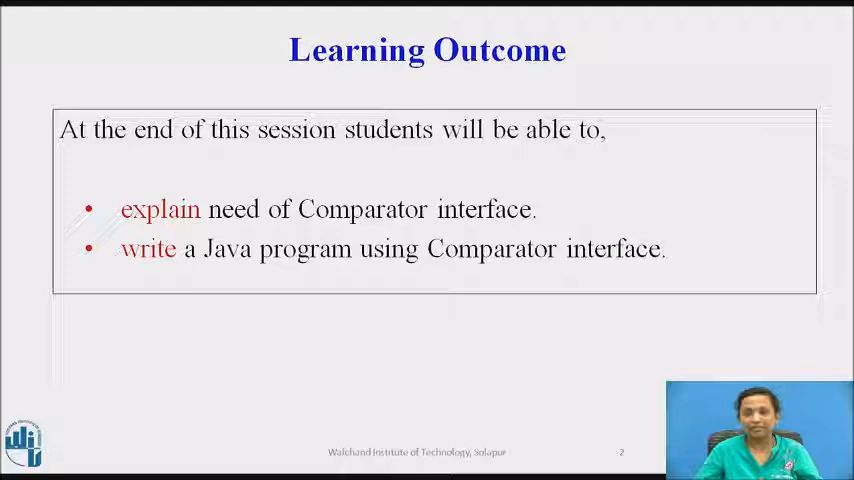 Learning Outcome
At the end of this session students will be able to,
• explain need of Comparator interface.
• write a Java program using Comparator interface.
Walchand Institute of Technology, Solapur
2